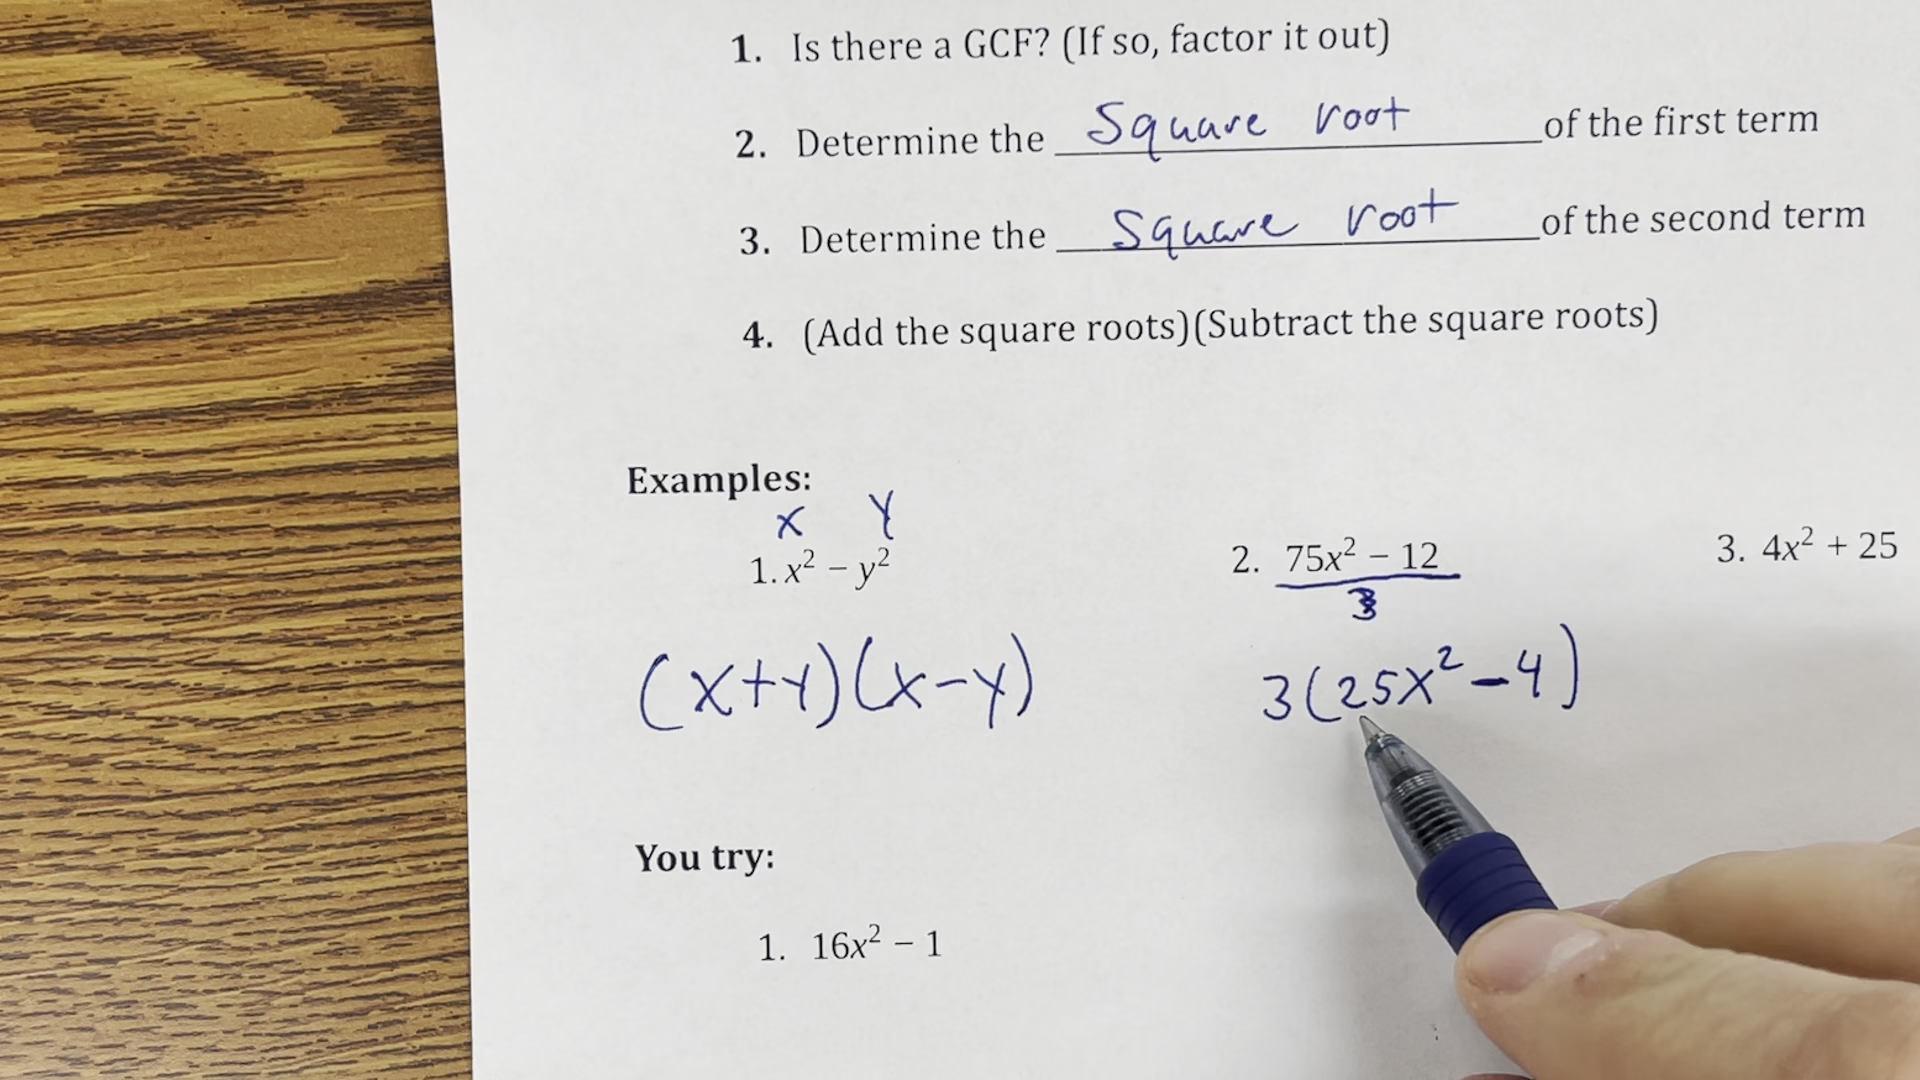 1. Is there a GCF? (If so, factor it out)
2. Determine the Square root of the first term
3. Determine the Square root of the second term
4. (Add the square roots)(Subtract the square roots)
Examples:
x y
1. x² − y²
2. 75x² − 12
3. 4x² + 25
3
(x+y)(x−y)
3(25x² − 4)
You try:
1. 16x² − 1